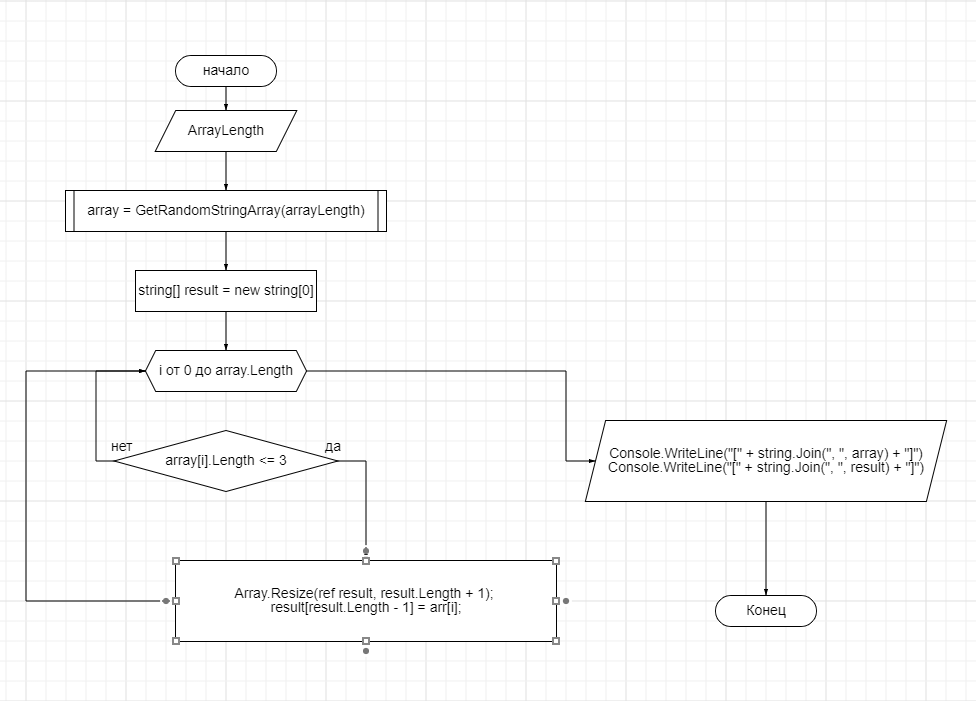 начало
ArrayLength
array = GetRandomStringArray(arrayLength)
string[] result = new string[0]
i от 0 до array.Length
нет
да
array[i].Length <= 3
Console.WriteLine("[" + string.Join(", ", array) + "]")
Console.WriteLine("[" + string.Join(", ", result) + "]")
Array.Resize(ref result, result.Length + 1);
result[result.Length - 1] = arr[i];
Конец